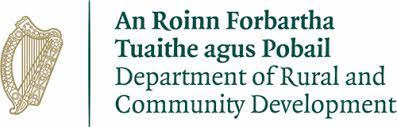 An Roinn Forbartha
Tuaithe agus Pobail
Department of Rural and
Community Development